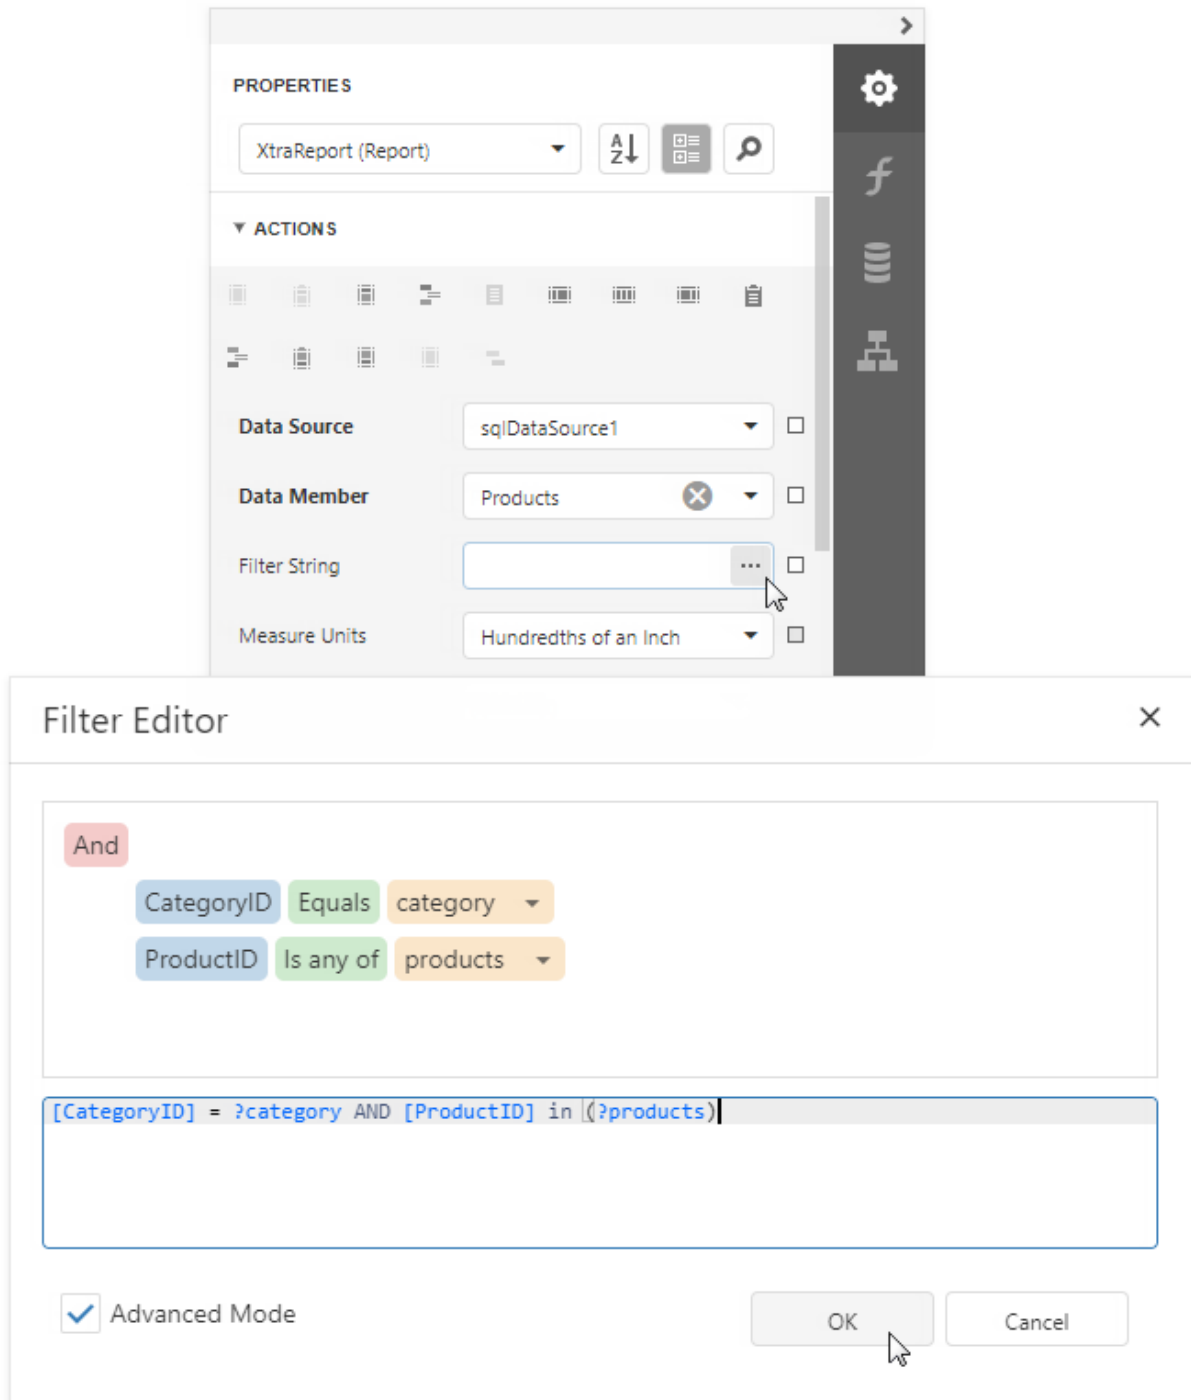 PROPERTIES
XtraReport (Report)
ACTIONS
Data Source
sqlDataSource1
Data Member
Products
Filter String
...
Measure Units
Hundredths of an Inch
Filter Editor
And
CategoryID Equals category
ProductID Is any of products
[CategoryID] = ?category AND [ProductID] in (?products)
Advanced Mode
OK
Cancel